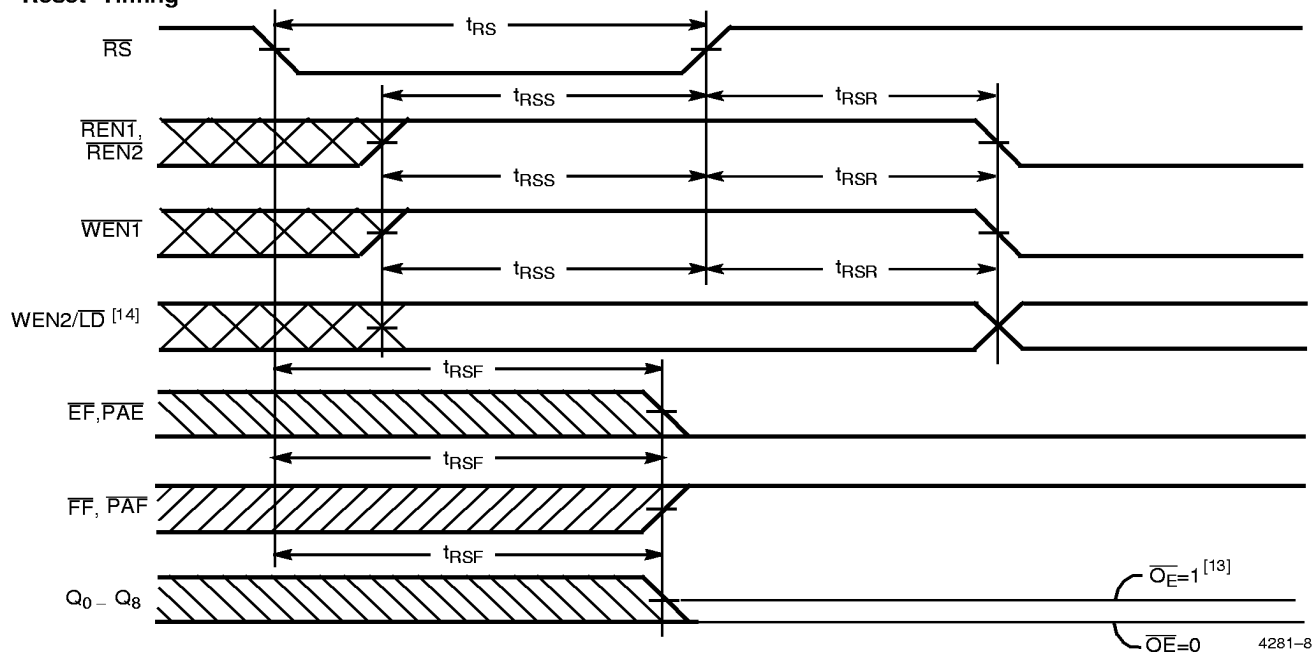 Reset Timing
tRS
RS
tRSS
tRSR
REN1,
REN2
tRSS
tRSR
WEN1
tRSS
tRSR
WEN2/LD [14]
tRSF
EF,PAE
tRSF
FF, PAF
tRSF
Q0 – Q8
OE=1 [13]
OE=0
4281–8